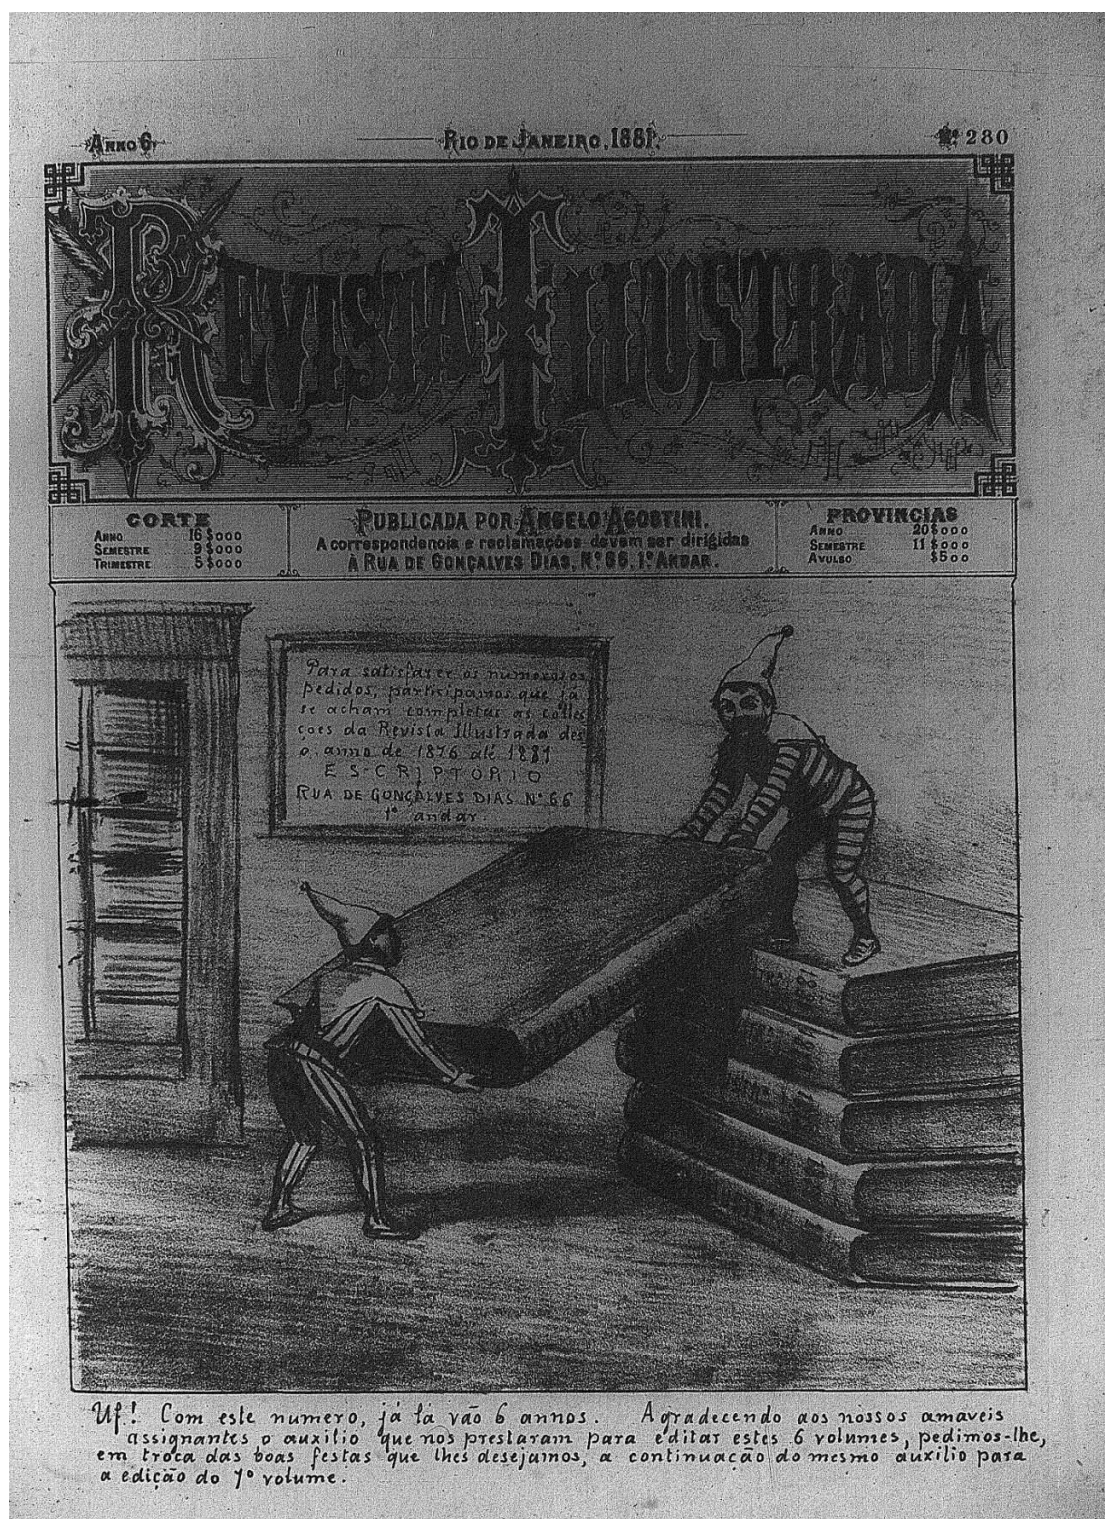 ANNO 6
RIO DE JANEIRO, 1881.
Nº 280
REVISTA ILLUSTRADA
CORTE
ANNO 16$000
SEMESTRE 9$000
TRIMESTRE 5$000
PUBLICADA POR ANGELO AGOSTINI.
A correspondencia e reclamações devem ser dirigidas
À RUA DE GONÇALVES DIAS, Nº 66, 1º ANDAR.
PROVINCIAS
ANNO 20$000
SEMESTRE 11$000
AVULSO $500
Para satisfazer os numerosos
pedidos, participamos que já
se acham completas as colle
ções da Revista Illustrada des
o anno de 1876 até 1881
ESCRIPTORIO
RUA DE GONÇALVES DIAS Nº 66
1º andar.
Uf! Com este numero, já lá vão 6 annos. Agradecendo aos nossos amaveis
assignantes o auxilio que nos prestaram para editar estes 6 volumes, pedimos-lhe,
em troca das boas festas que lhes desejamos, a continuação do mesmo auxilio para
a edição do 7º volume.